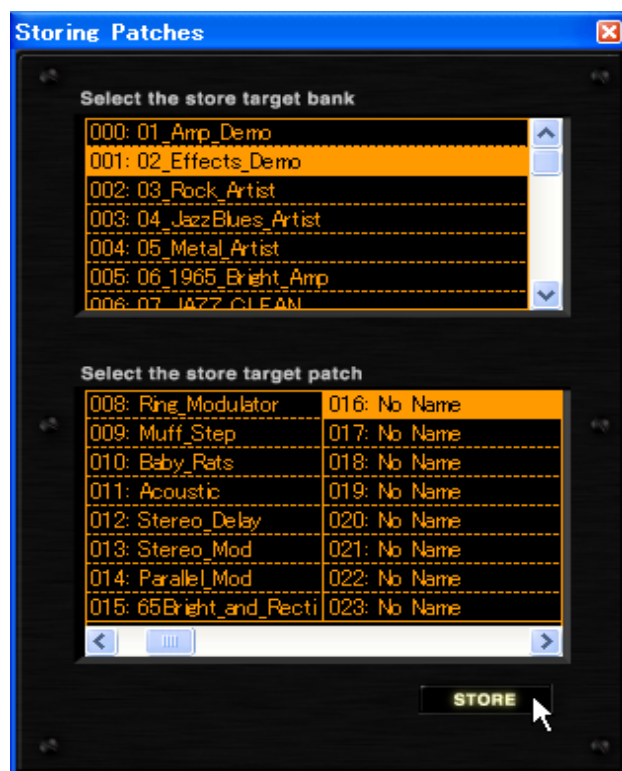 Storing Patches
Select the store target bank
000: 01_Amp_Demo
001: 02_Effects_Demo
002: 03_Rock_Artist
003: 04_JazzBlues_Artist
004: 05_Metal_Artist
005: 06_1965_Bright_Amp
006: 07_JAZZ_CLEAN
Select the store target patch
008: Ring_Modulator 016: No Name
009: Muff_Step 017: No Name
010: Baby_Rats 018: No Name
011: Acoustic 019: No Name
012: Stereo_Delay 020: No Name
013: Stereo_Mod 021: No Name
014: Parallel_Mod 022: No Name
015: 65Bright_and_Recti 023: No Name
STORE